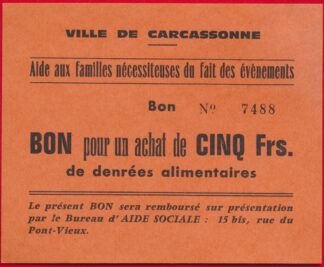 VILLE DE CARCASSONNE
Aide aux familles nécessiteuses du fait des évènements
Bon No 7488
BON pour un achat de CINQ Frs.
de denrées alimentaires
Le présent BON sera remboursé sur présentation
par le Bureau d'AIDE SOCIALE : 15 bis, rue du
Pont-Vieux.